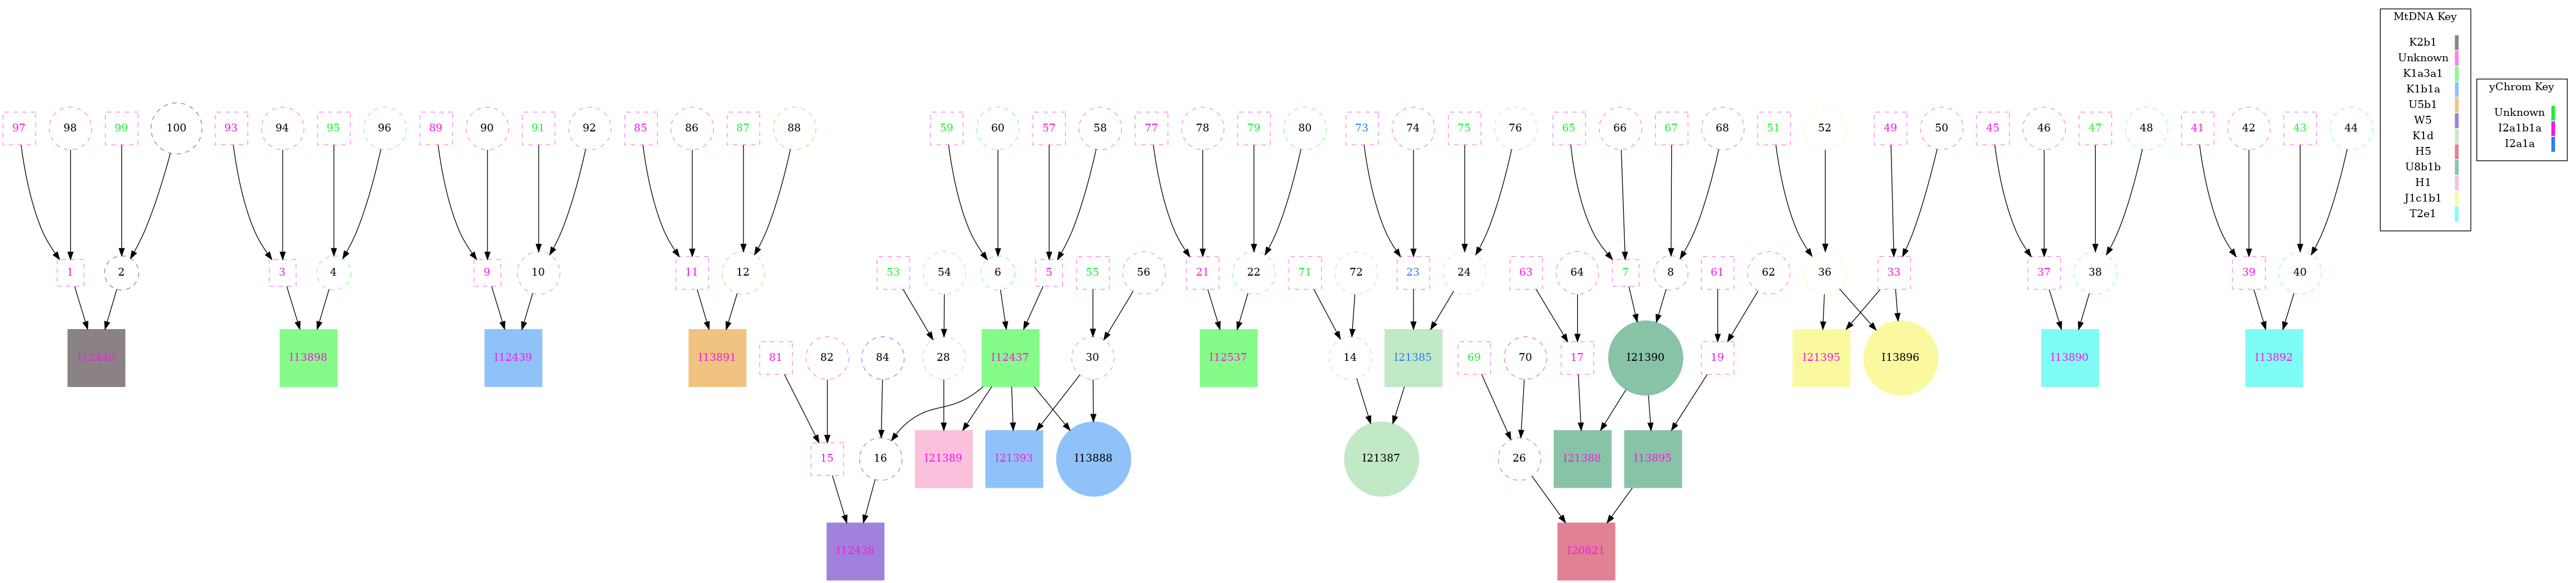 MtDNA Key
K2b1
Unknown
K1a3a1
K1b1a
U5b1
W5
K1d
H5
U8b1b
H1
J1c1b1
T2e1
yChrom Key
Unknown
I2a1b1a
I2a1a
97 98 99 100 93 94 95 96 89 90 91 92 85 86 87 88 59 60 57 58 77 78 79 80 73 74 75 76 65 66 67 68 51 52 49 50 45 46 47 48 41 42 43 44
1 2 3 4 9 10 11 12 53 54 6 5 55 56 21 22 71 72 23 24 63 64 7 8 61 62 36 33 37 38 39 40
I12440 I13898 I12439 I13891 81 82 84 28 I12437 30 I12537 14 I21385 69 70 17 I21390 19 I21395 I13896 I13890 I13892
15 16 I21389 I21393 I13888 I21387 26 I21388 I13895
I12438 I20821